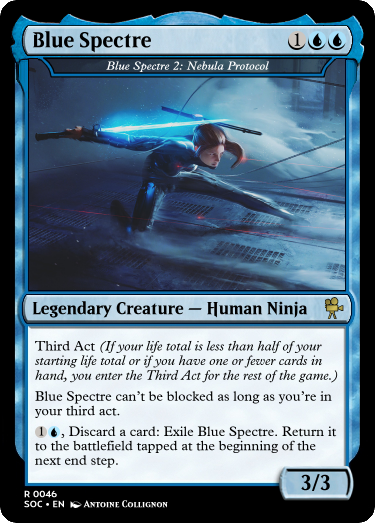 Blue Spectre 1
Blue Spectre 2: Nebula Protocol
Legendary Creature — Human Ninja
Third Act (If your life total is less than half of your
starting life total or if you have one or fewer cards in
hand, you enter the Third Act for the rest of the game.)
Blue Spectre can't be blocked as long as you're in
your third act.
1, Discard a card: Exile Blue Spectre. Return it
to the battlefield tapped at the beginning of the
next end step.
3/3
R 0046
SOC • EN Antoine Collignon